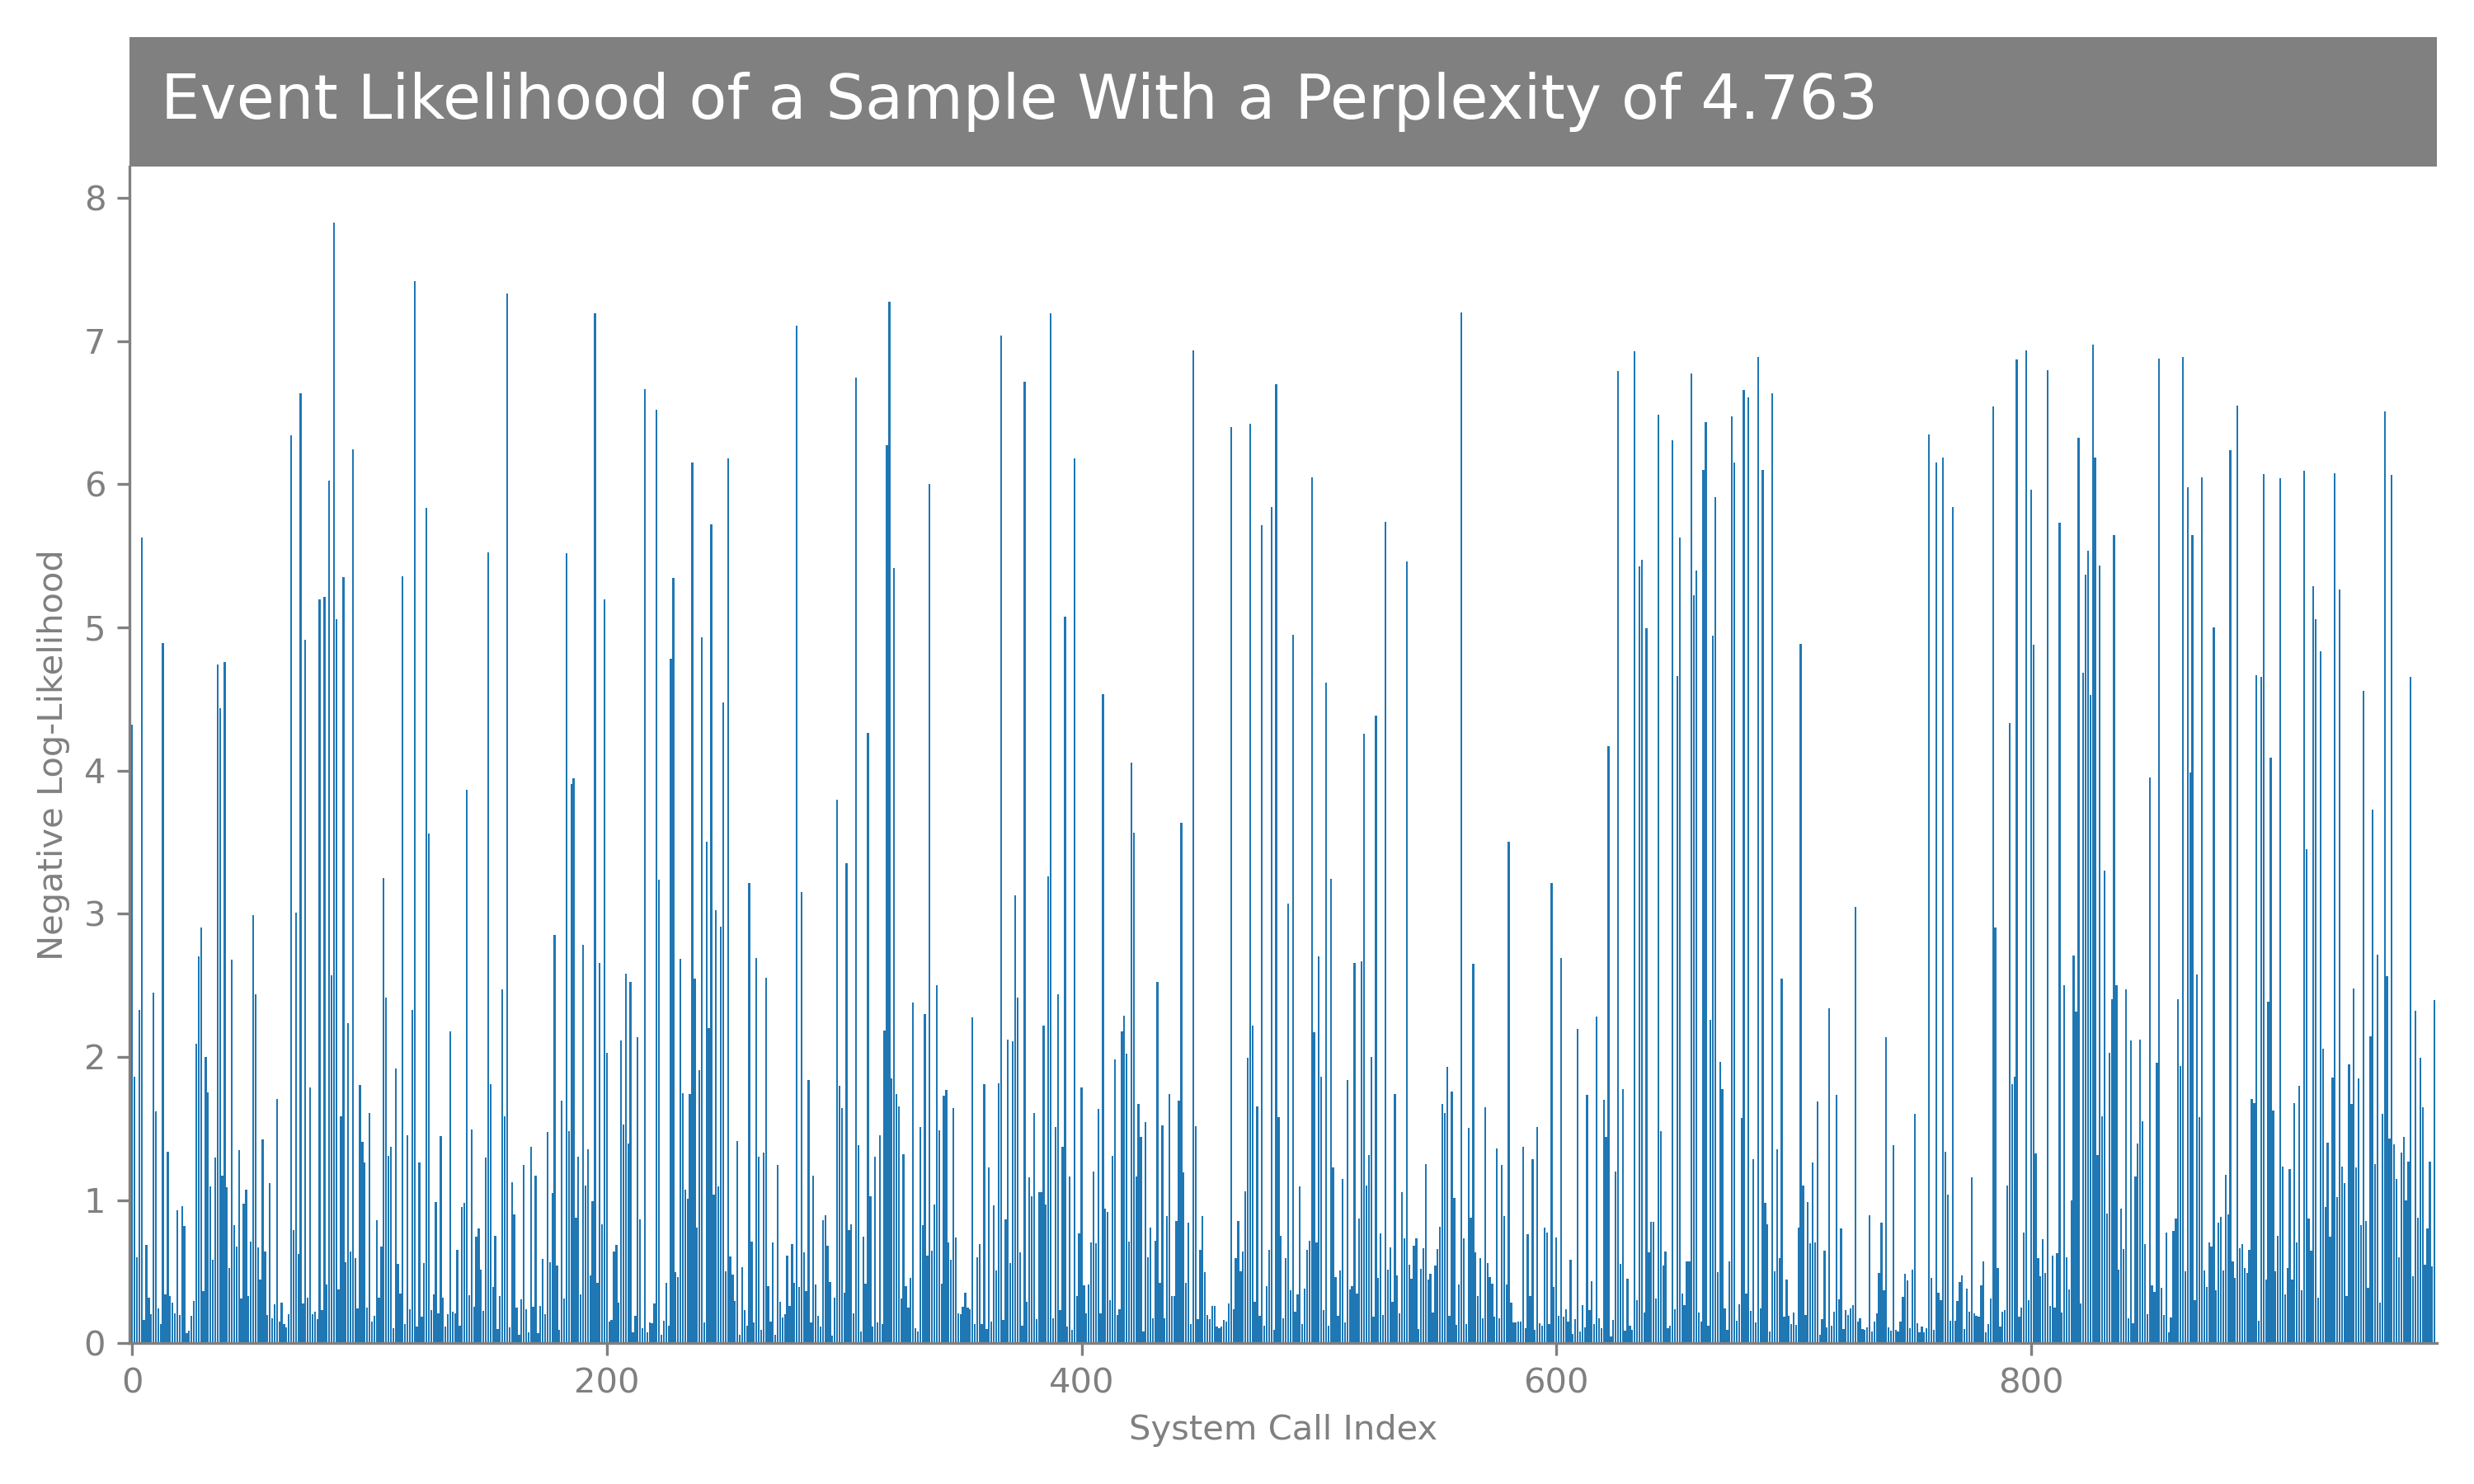 Event Likelihood of a Sample With a Perplexity of 4.763
8
7
6
5
4
3
2
1
0
Negative Log-Likelihood
0 200 400 600 800
System Call Index